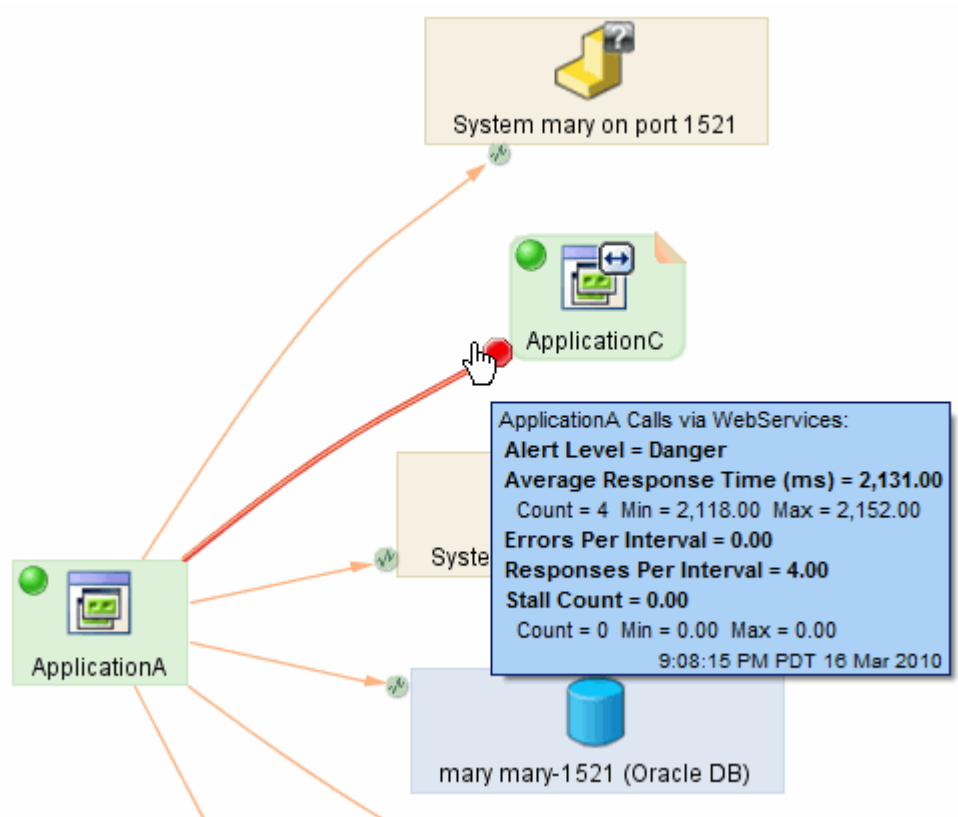 System mary on port 1521
ApplicationC
ApplicationA Calls via WebServices:
Alert Level = Danger
Average Response Time (ms) = 2,131.00
Count = 4 Min = 2,118.00 Max = 2,152.00
Errors Per Interval = 0.00
Responses Per Interval = 4.00
Stall Count = 0.00
Count = 0 Min = 0.00 Max = 0.00
9:08:15 PM PDT 16 Mar 2010
ApplicationA
mary mary-1521 (Oracle DB)